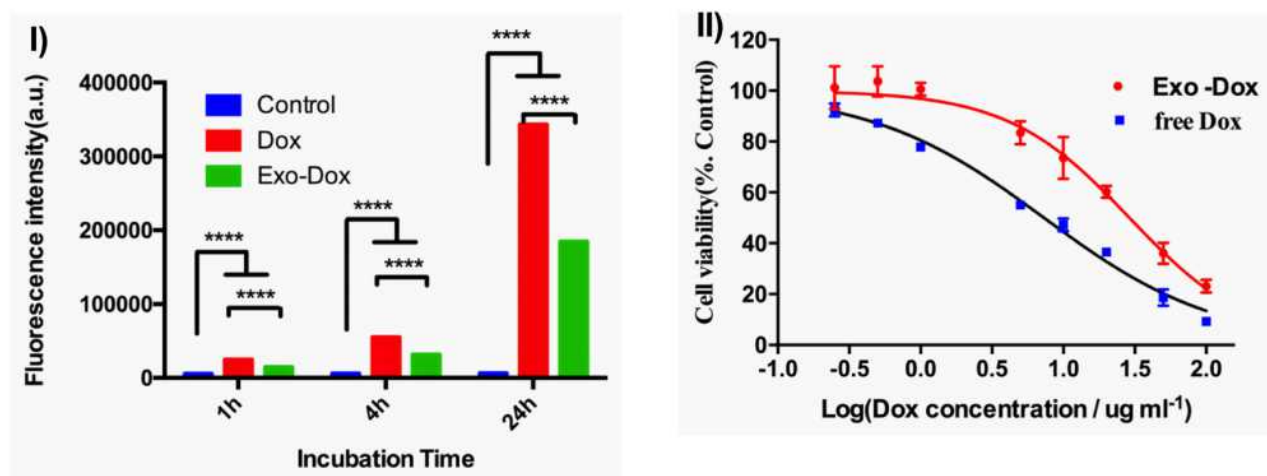 I)
Fluorescence intensity(a.u.)
400000
300000
200000
100000
0
Control
Dox
Exo-Dox
****
****
****
****
****
****
1h
4h
24h
Incubation Time
II)
Cell viability(%. Control)
120
100
80
60
40
20
0
Exo -Dox
free Dox
-1.0 -0.5 0.0 0.5 1.0 1.5 2.0
Log(Dox concentration / ug ml⁻¹)